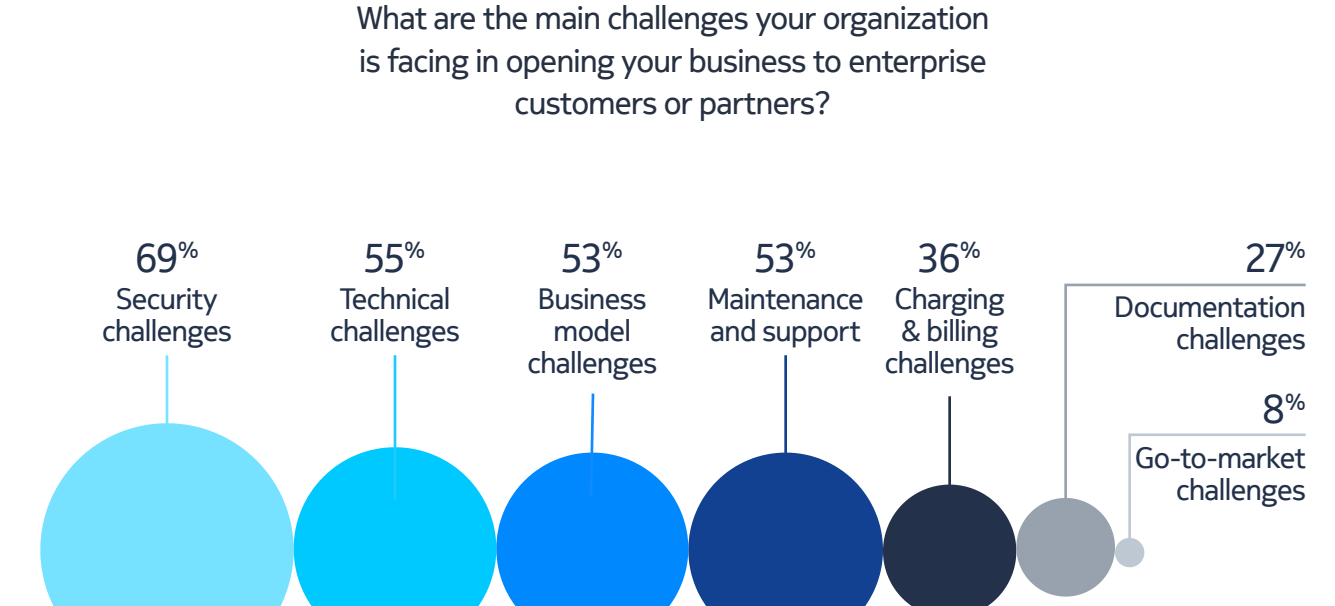 What are the main challenges your organization
is facing in opening your business to enterprise
customers or partners?
69%
Security
challenges
55%
Technical
challenges
53%
Business
model
challenges
53%
Maintenance
and support
36%
Charging
& billing
challenges
27%
Documentation
challenges
8%
Go-to-market
challenges